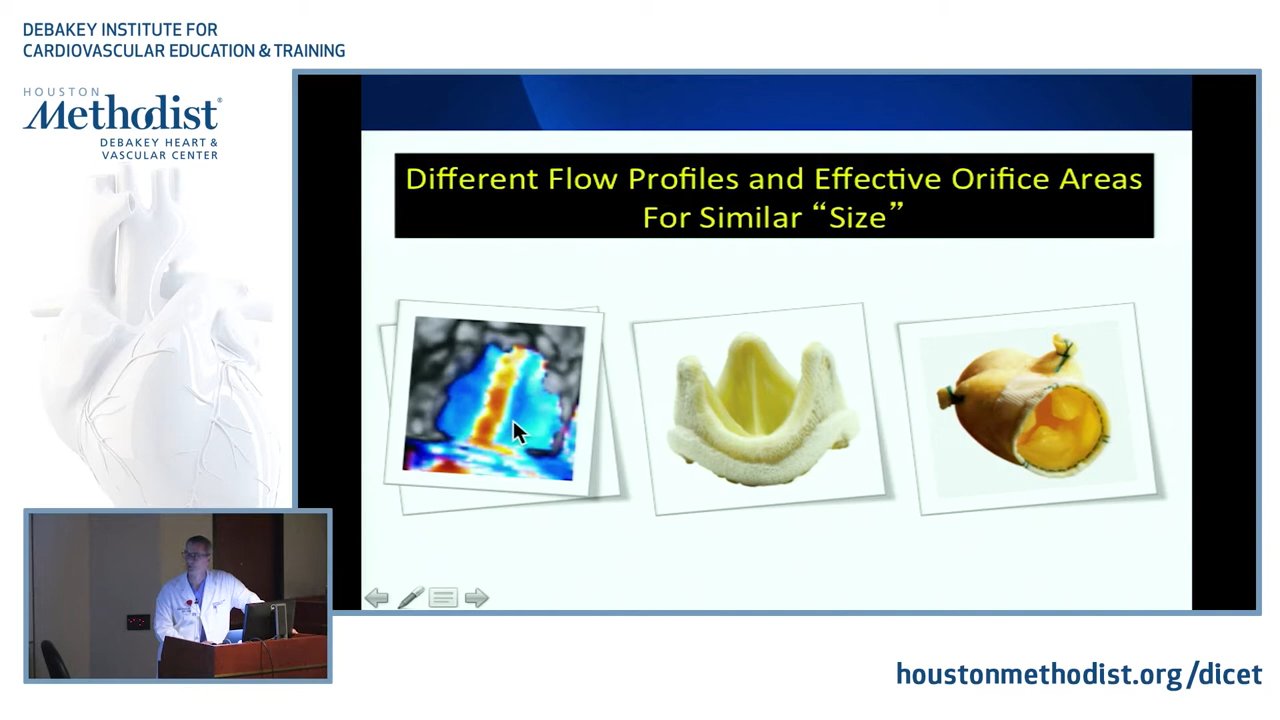 DEBAKEY INSTITUTE FOR
CARDIOVASCULAR EDUCATION & TRAINING
HOUSTON
Methodist®
DEBAKEY HEART &
VASCULAR CENTER
Different Flow Profiles and Effective Orifice Areas
For Similar “Size”
houstonmethodist.org/dicet